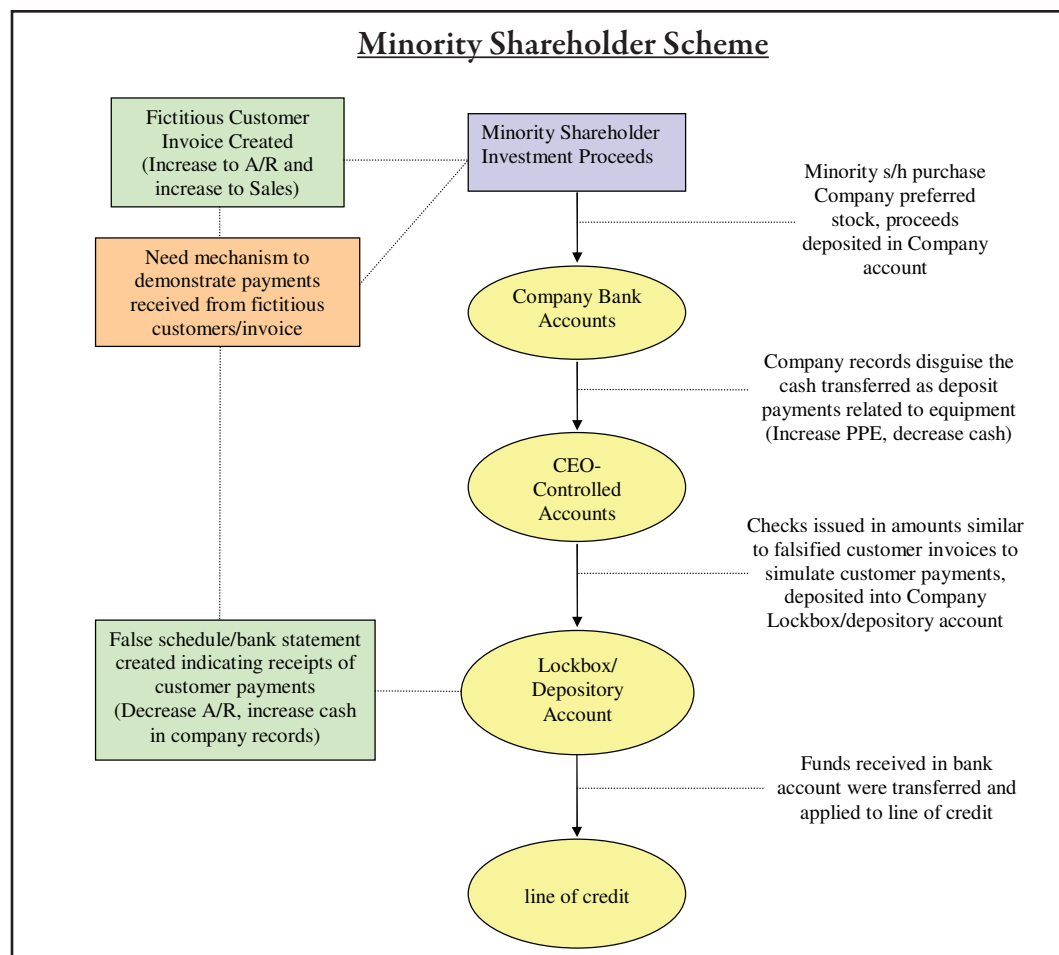 Minority Shareholder Scheme
Fictitious Customer
Invoice Created
(Increase to A/R and
increase to Sales)
Minority Shareholder
Investment Proceeds
Minority s/h purchase
Company preferred
stock, proceeds
deposited in Company
account
Need mechanism to
demonstrate payments
received from fictitious
customers/invoice
Company Bank
Accounts
Company records disguise the
cash transferred as deposit
payments related to equipment
(Increase PPE, decrease cash)
CEO-
Controlled
Accounts
Checks issued in amounts similar
to falsified customer invoices to
simulate customer payments,
deposited into Company
Lockbox/depository account
False schedule/bank statement
created indicating receipts of
customer payments
(Decrease A/R, increase cash
in company records)
Lockbox/
Depository
Account
Funds received in bank
account were transferred and
applied to line of credit
line of credit